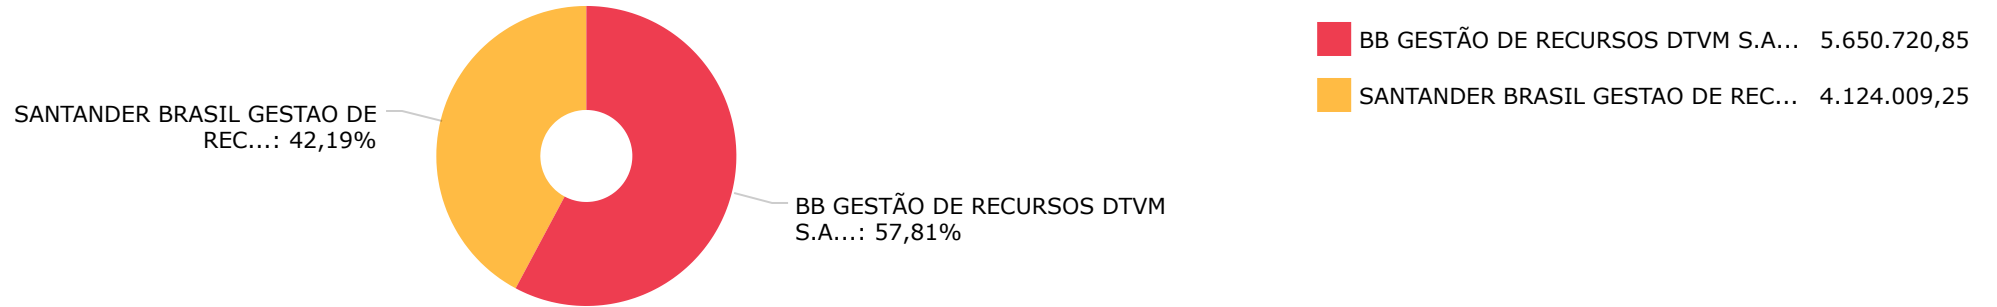 SANTANDER BRASIL GESTAO DE
REC...: 42,19%
BB GESTÃO DE RECURSOS DTVM
S.A...: 57,81%
BB GESTÃO DE RECURSOS DTVM S.A... 5.650.720,85
SANTANDER BRASIL GESTAO DE REC... 4.124.009,25